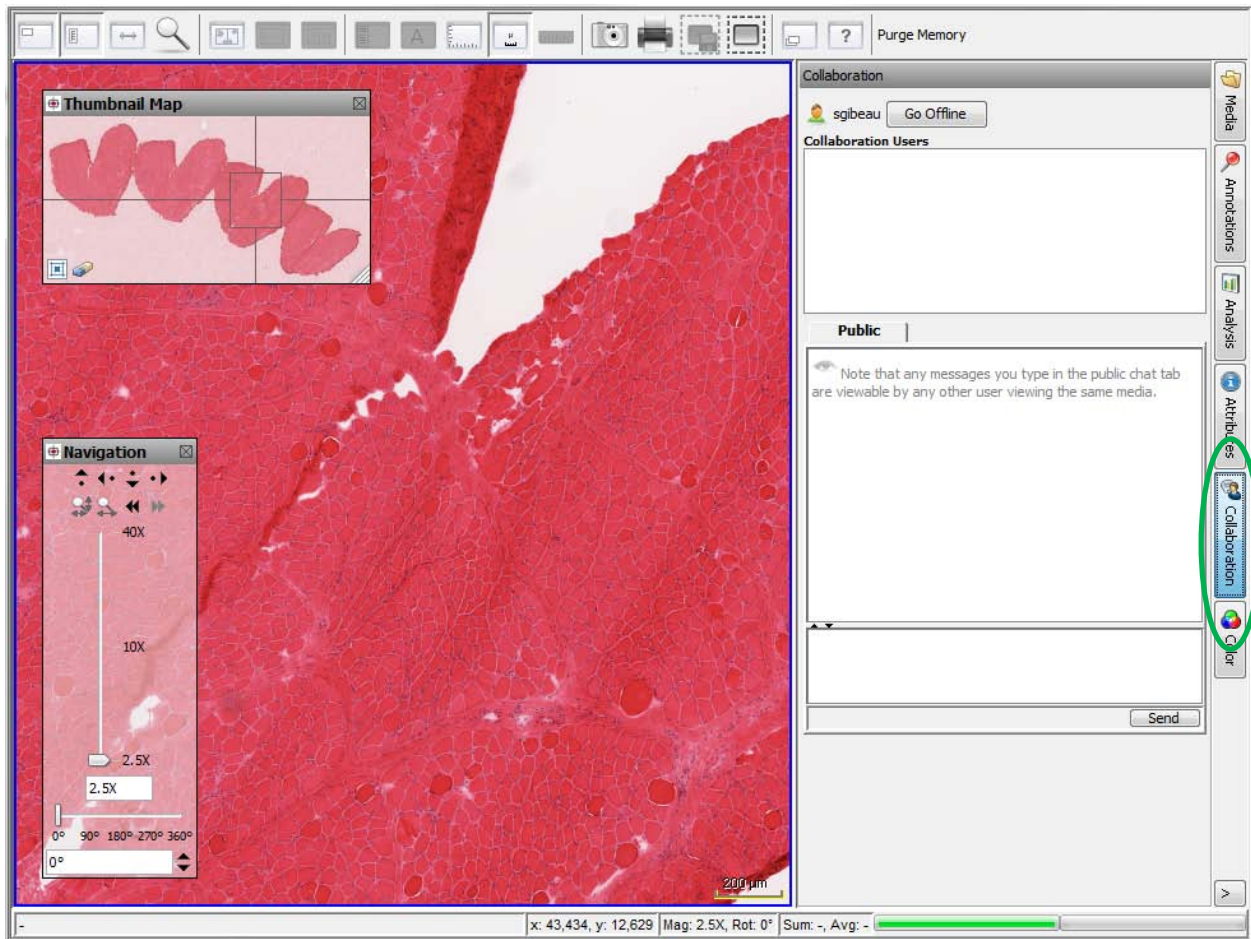 Purge Memory
Thumbnail Map
Navigation
40X
10X
2.5X
2.5X
0° 90° 180° 270° 360°
0°
200 µm
Collaboration
sgibeau Go Offline
Collaboration Users
Public
Note that any messages you type in the public chat tab
are viewable by any other user viewing the same media.
Send
Media
Annotations
Analysis
Attributes
Collaboration
Color
>
- x: 43,434, y: 12,629 Mag: 2.5X, Rot: 0° Sum: -, Avg: -
A
µ
?